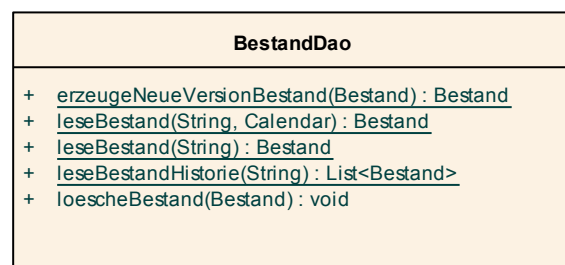 BestandDao
+ erzeugeNeueVersionBestand(Bestand) : Bestand
+ leseBestand(String, Calendar) : Bestand
+ leseBestand(String) : Bestand
+ leseBestandHistorie(String) : List<Bestand>
+ loescheBestand(Bestand) : void